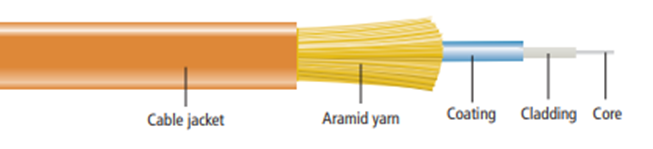 Cable jacket
Aramid yarn
Coating
Cladding
Core